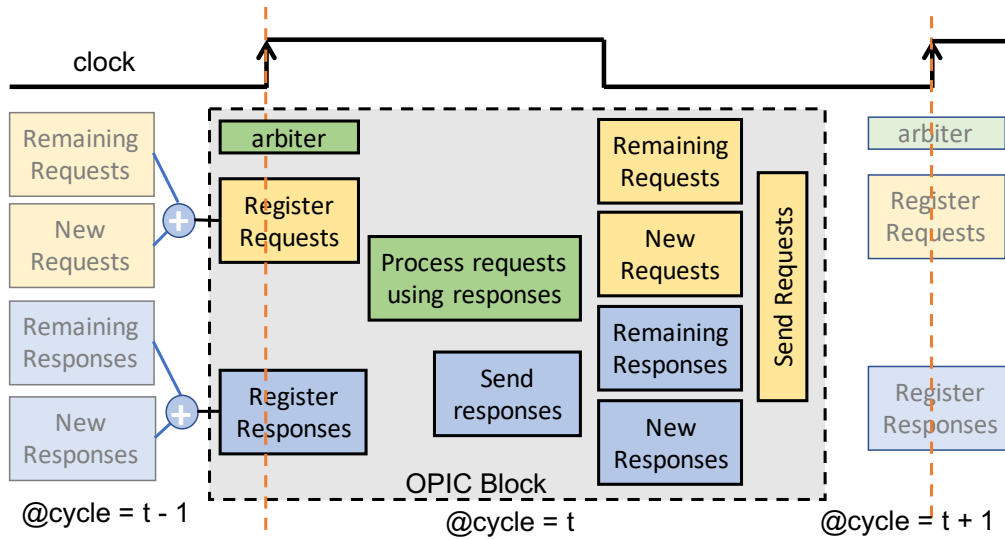 clock
Remaining
Requests
New
Requests
Remaining
Responses
New
Responses
+
+
@cycle = t - 1
arbiter
Register
Requests
Register
Responses
Process requests
using responses
Send
responses
Remaining
Requests
New
Requests
Remaining
Responses
New
Responses
Send Requests
OPIC Block
@cycle = t
arbiter
Register
Requests
Register
Responses
@cycle = t + 1